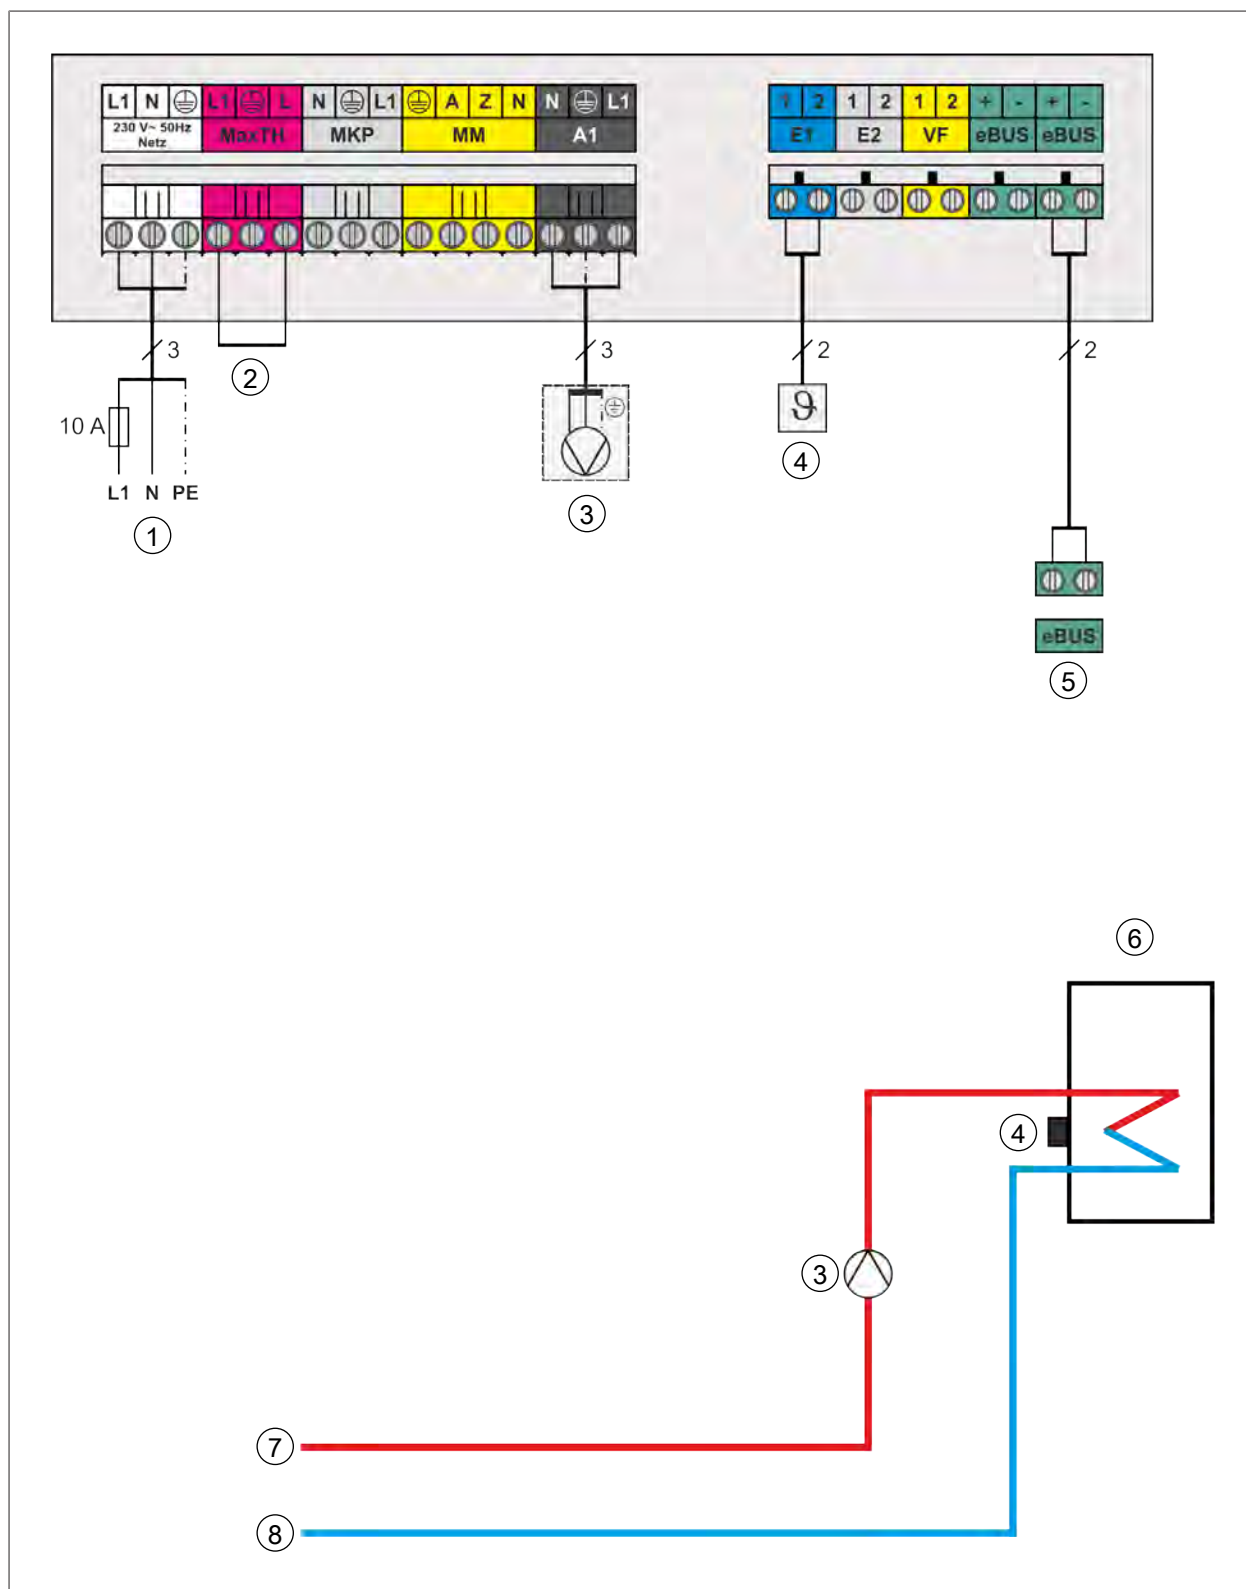 L1 N L1 L N L1 A Z N N L1 1 2 1 2 1 2 + - + -
230 V~ 50Hz
Netz
MaxTH MKP MM A1 E1 E2 VF eBUS eBUS
3 3 2 2
2
10 A
4
L1 N PE
3
1
eBUS
5
6
4
3
7
8